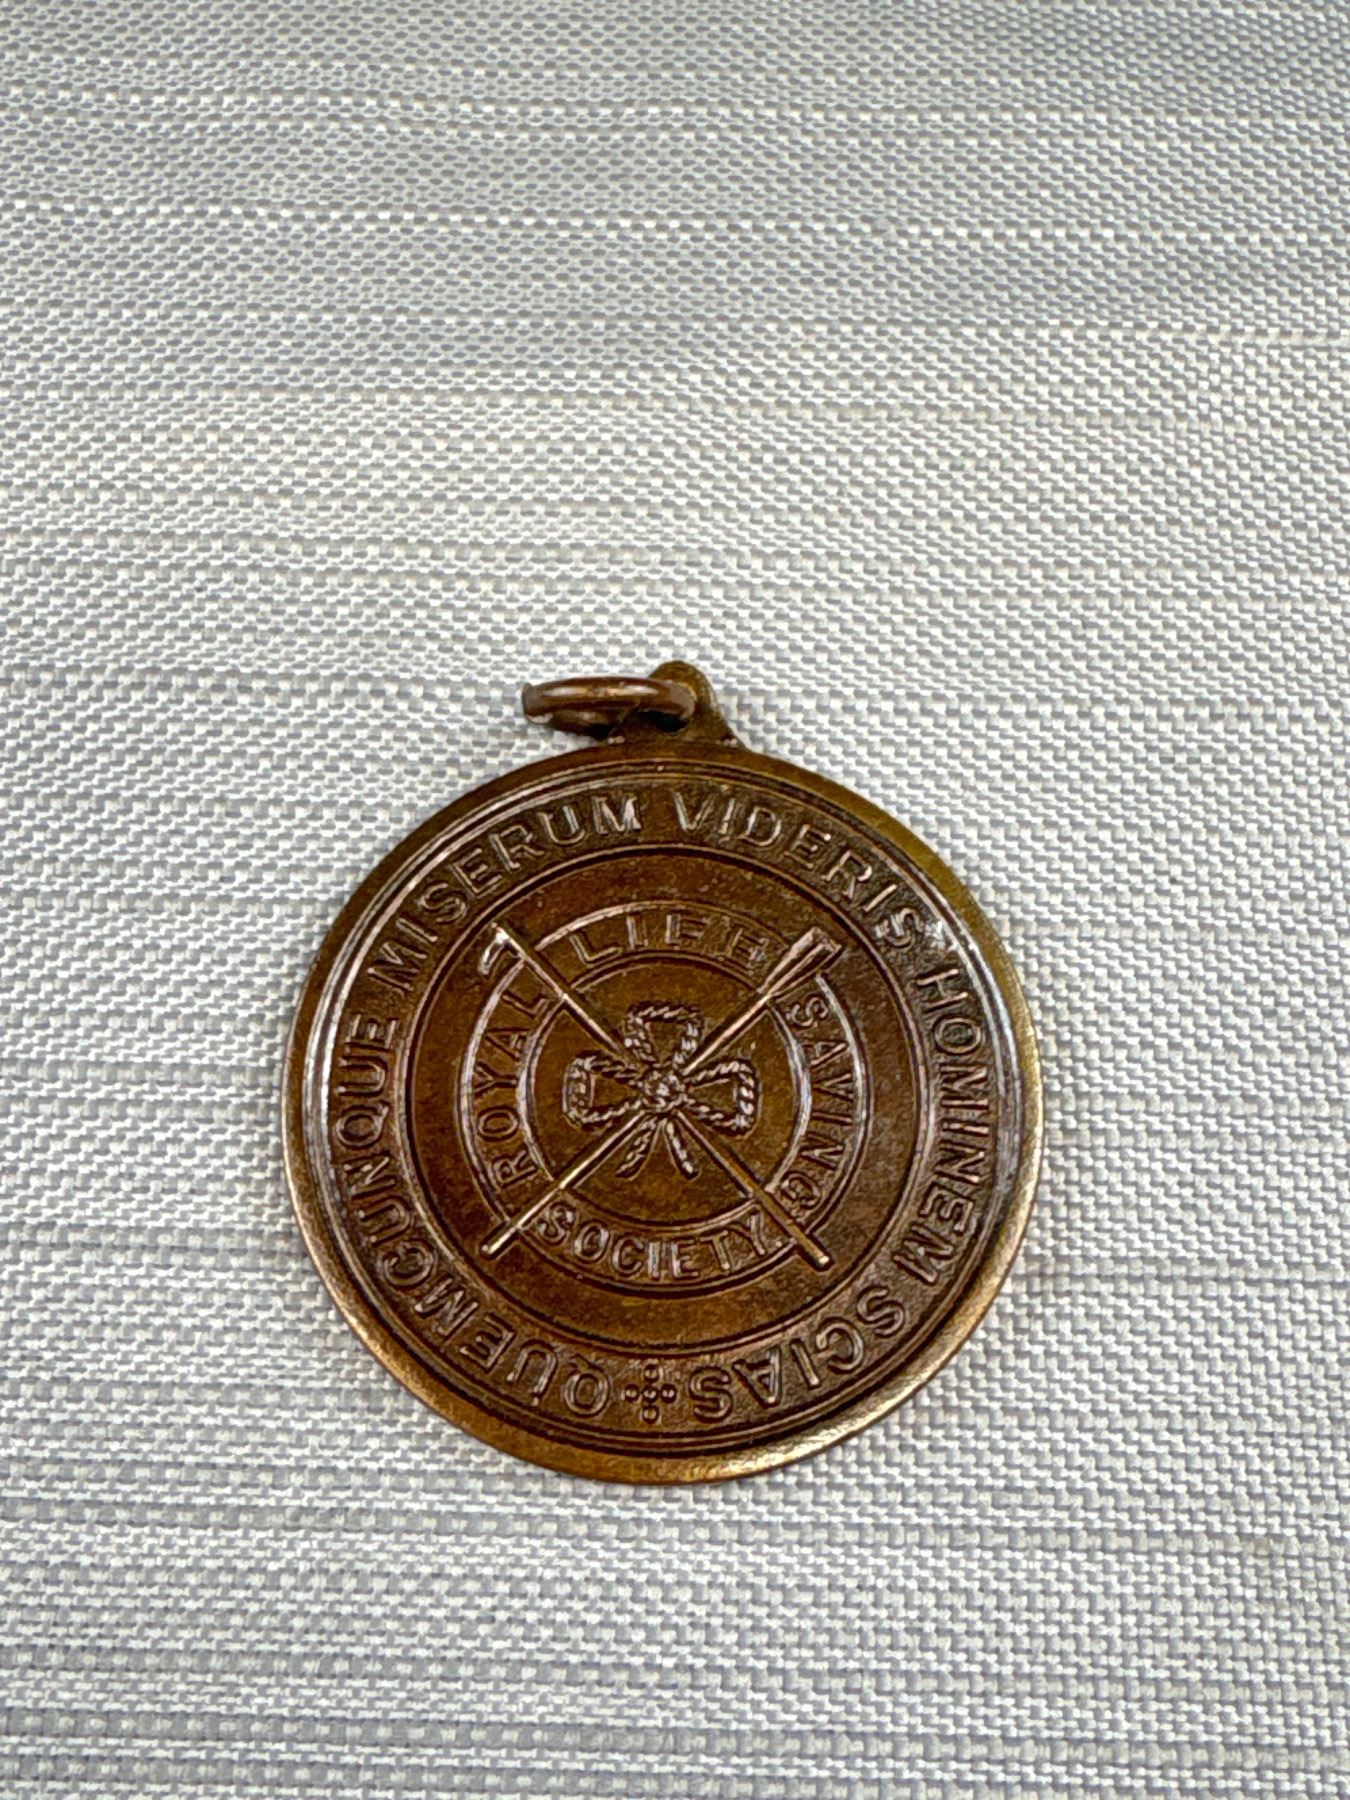 QUEMCUNQUE MISERUM VIDERIS HOMINEM SCIAS
ROYAL LIFE SAVING
SOCIETY.